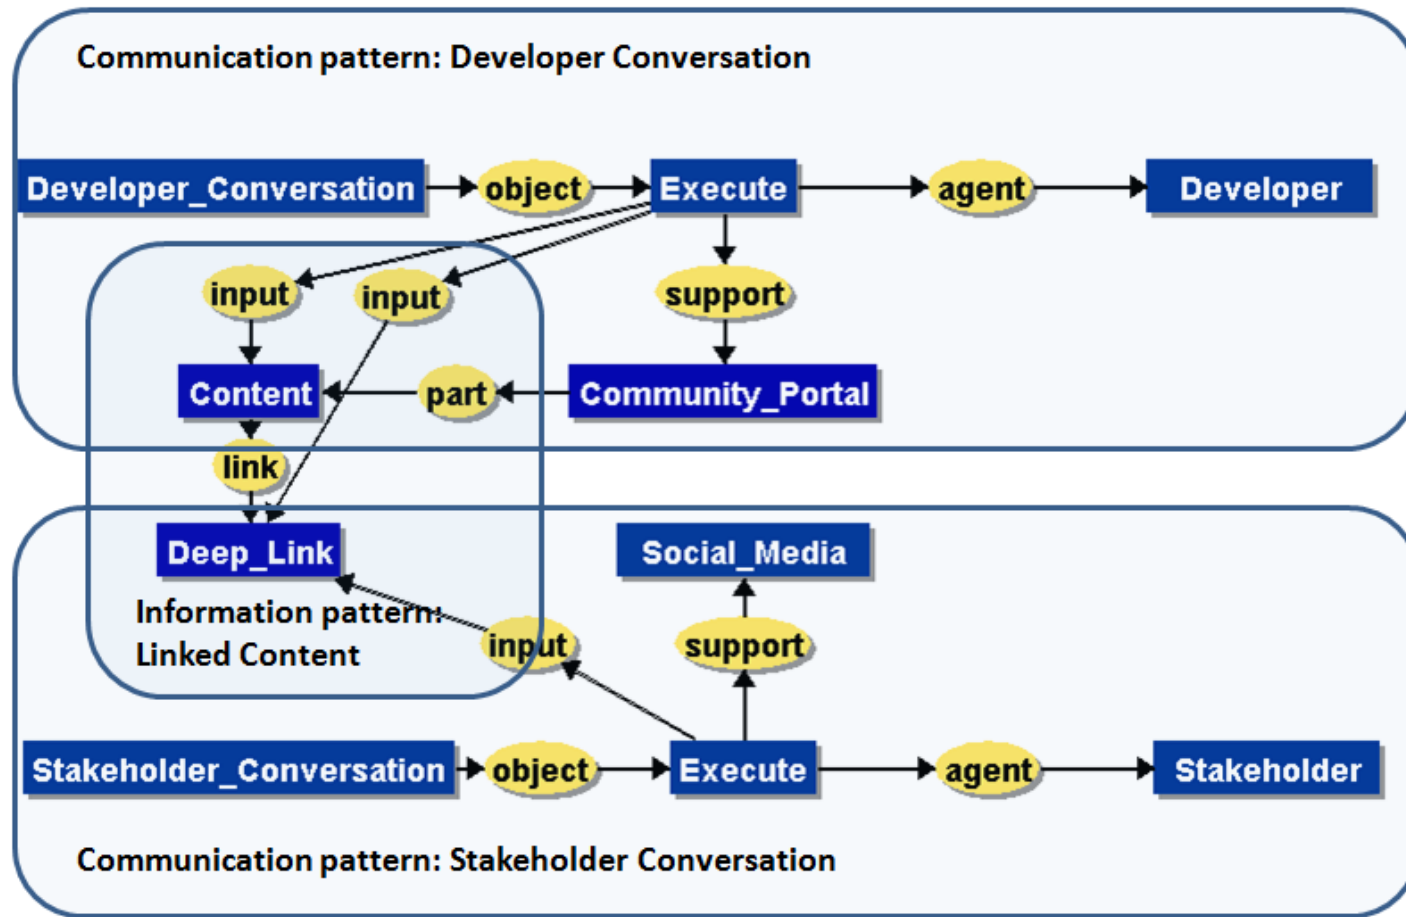 Communication pattern: Developer Conversation
Developer_Conversation object Execute agent Developer
input input support
Content part Community_Portal
link
Deep_Link Social_Media
Information pattern:
Linked Content
input support
Stakeholder_Conversation object Execute agent Stakeholder
Communication pattern: Stakeholder Conversation